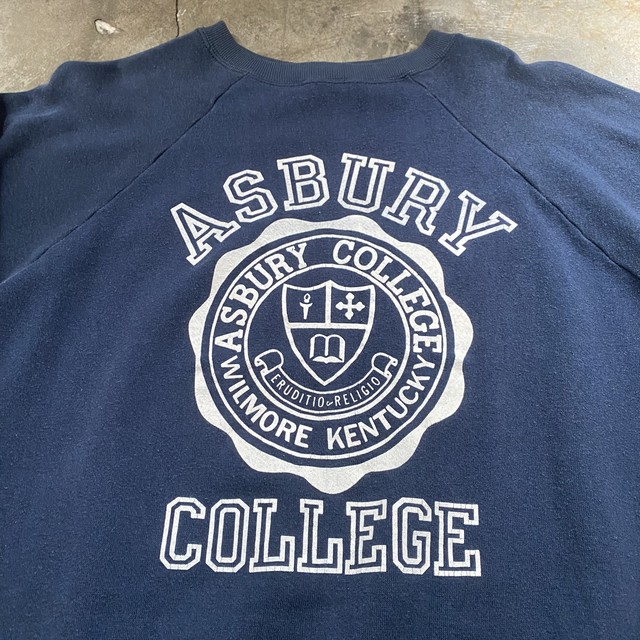 ASBURY
ASBURY COLLEGE
ERUDITIO & RELIGIO
WILMORE KENTUCKY
COLLEGE